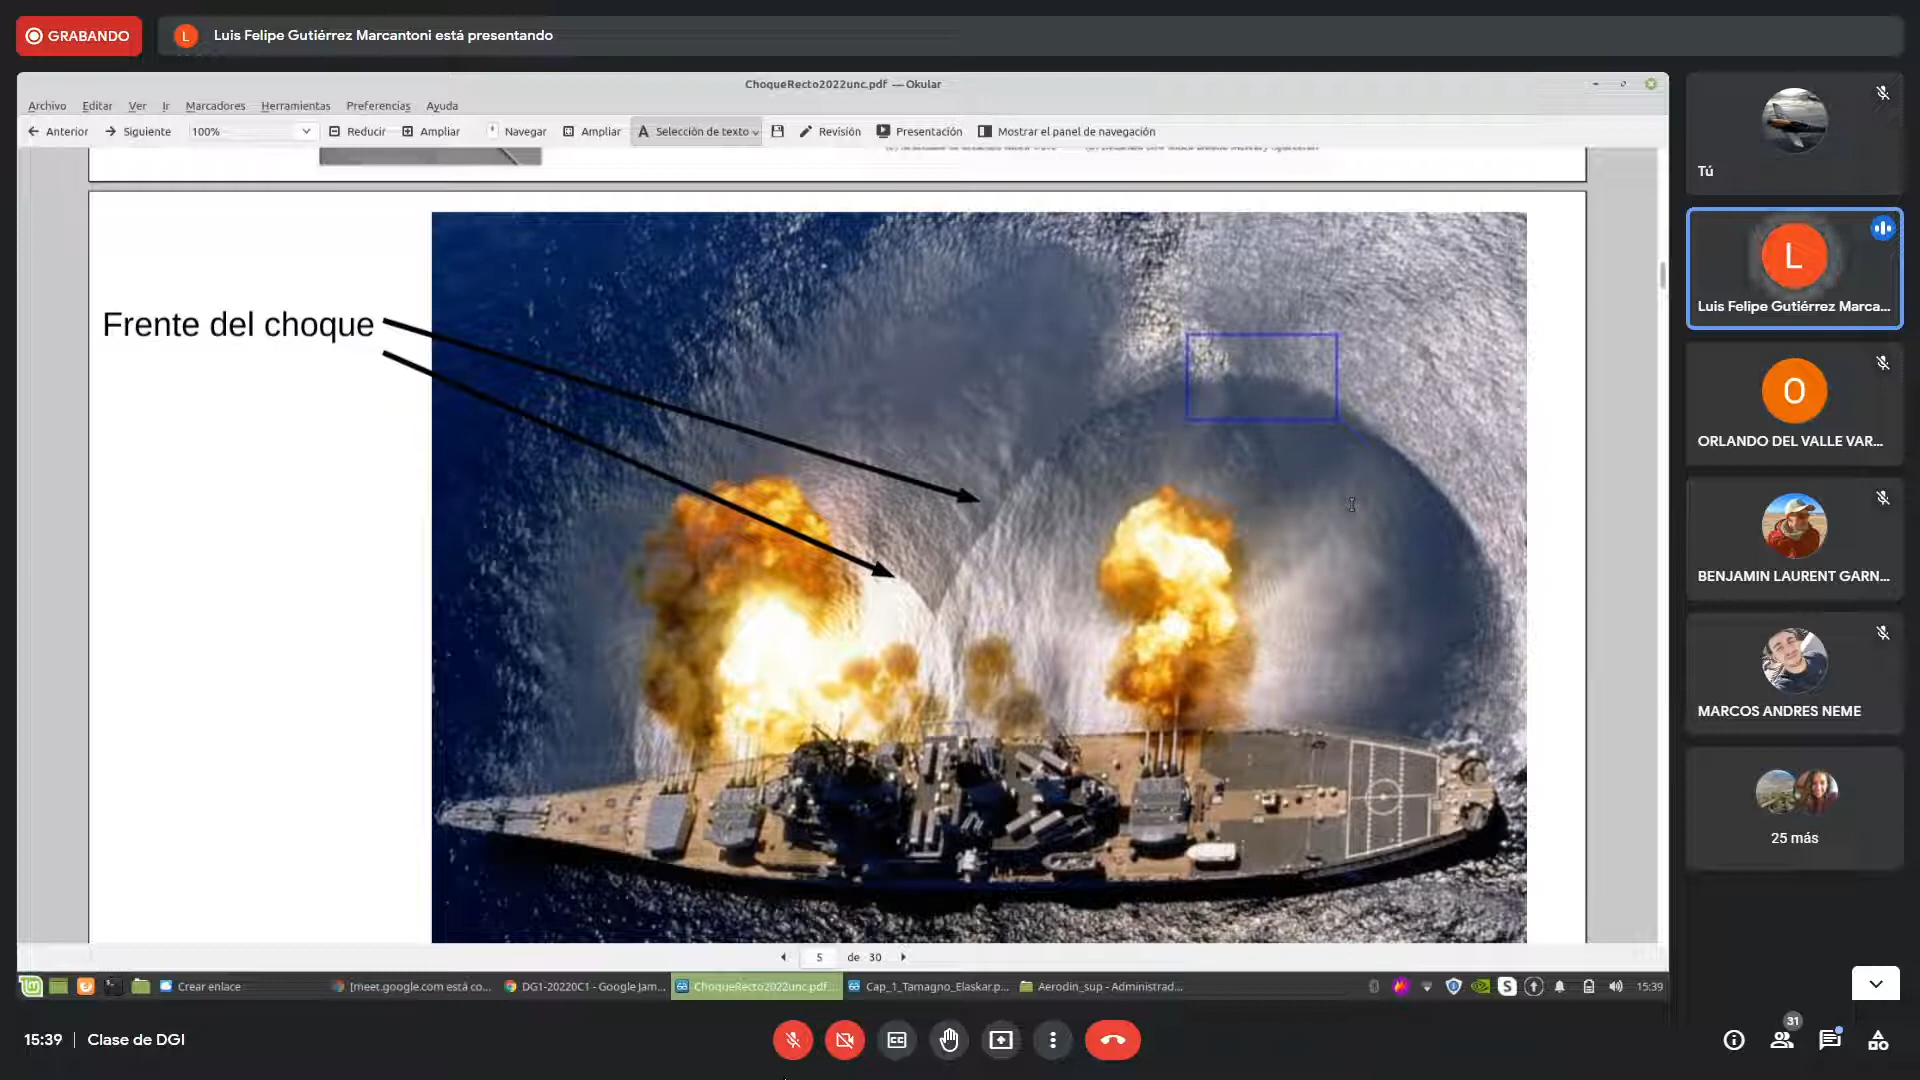 GRABANDO
L
Luis Felipe Gutiérrez Marcantoni está presentando
ChoqueRecto2022unc.pdf — Okular
Archivo Editar Ver Ir Marcadores Herramientas Preferencias Ayuda
Anterior Siguiente 100% Reducir Ampliar Navegar Ampliar A Selección de texto Revisión Presentación Mostrar el panel de navegación
Frente del choque
5 de 30
Crear enlace
[meet.google.com está co...
DG1-20220C1 - Google Jam...
ChoqueRecto2022unc.pdf...
Cap_1_Tamagno_Elaskar.p...
Aerodin_sup - Administrad...
S
15:39
Tú
L
Luis Felipe Gutiérrez Marca...
O
ORLANDO DEL VALLE VAR...
BENJAMIN LAURENT GARN...
MARCOS ANDRES NEME
25 más
15:39 | Clase de DGI
31